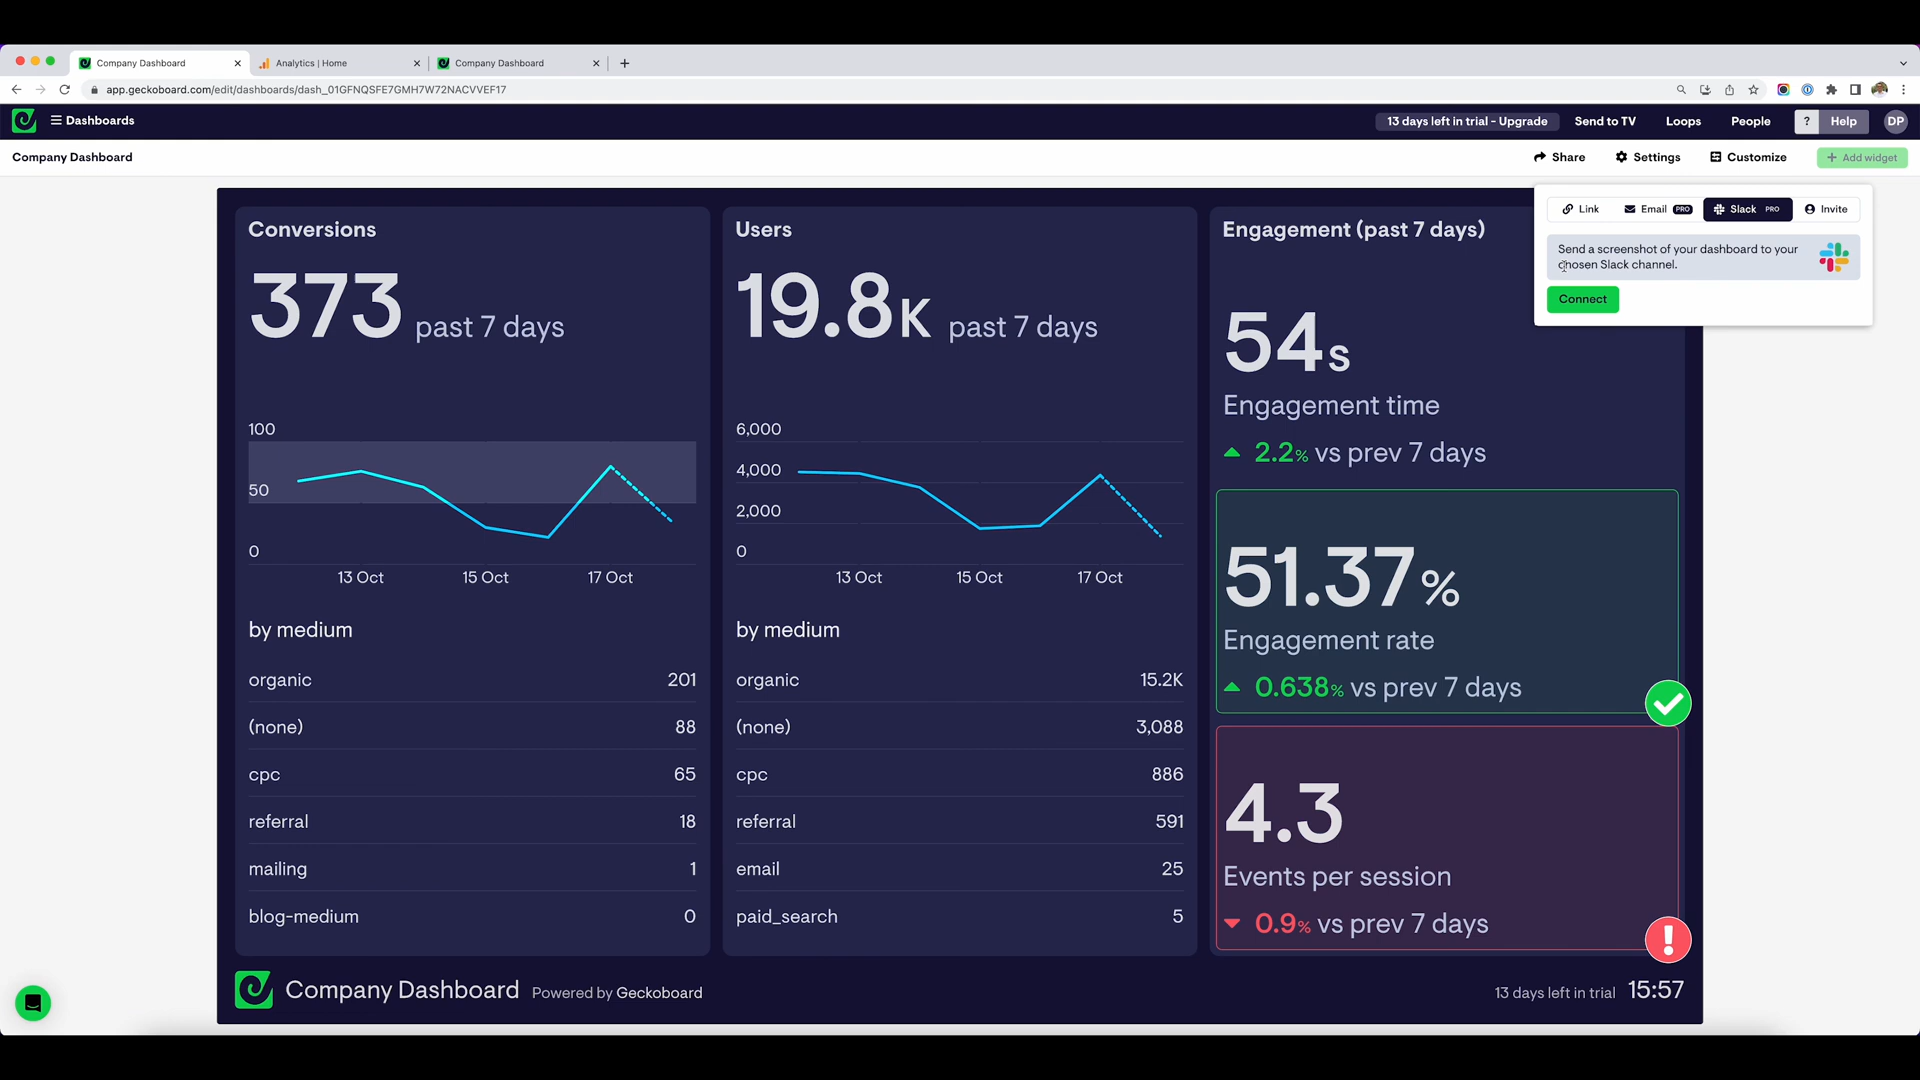 Company Dashboard
Analytics | Home
Company Dashboard
app.geckoboard.com/edit/dashboards/dash_01GFNQSFE7GMH7W72NACVVEF17
Dashboards
13 days left in trial - Upgrade
Send to TV
Loops
People
? Help
DP
Company Dashboard
Share
Settings
Customize
+ Add widget
Link
Email PRO
Slack PRO
Invite
Send a screenshot of your dashboard to your
chosen Slack channel.
Connect
Conversions
373 past 7 days
100
50
0
13 Oct
15 Oct
17 Oct
by medium
organic 201
(none) 88
cpc 65
referral 18
mailing 1
blog-medium 0
Users
19.8K past 7 days
6,000
4,000
2,000
0
13 Oct
15 Oct
17 Oct
by medium
organic 15.2K
(none) 3,088
cpc 886
referral 591
email 25
paid_search 5
Engagement (past 7 days)
54s
Engagement time
2.2% vs prev 7 days
51.37%
Engagement rate
0.638% vs prev 7 days
4.3
Events per session
0.9% vs prev 7 days
!
Company Dashboard Powered by Geckoboard
13 days left in trial 15:57